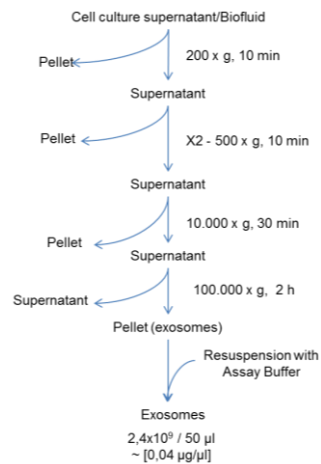 Cell culture supernatant/Biofluid
200 x g, 10 min
Pellet
Supernatant
X2 - 500 x g, 10 min
Pellet
Supernatant
10.000 x g, 30 min
Pellet
Supernatant
100.000 x g, 2 h
Supernatant
Pellet (exosomes)
Resuspension with
Assay Buffer
Exosomes
2,4x10⁹ / 50 µl
~ [0,04 µg/µl]